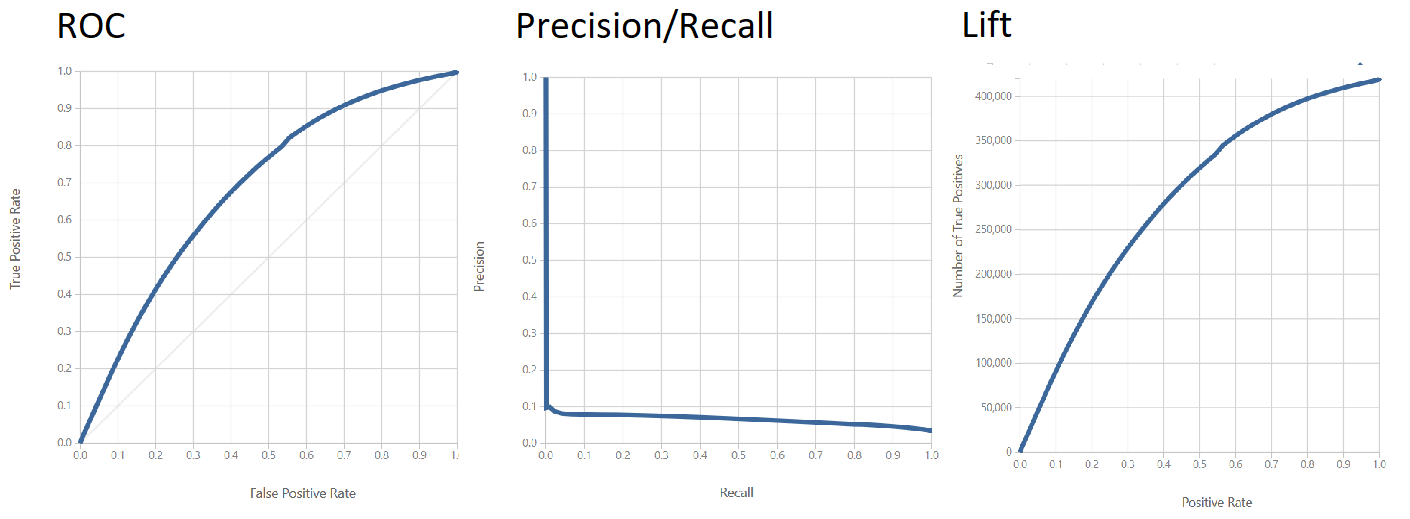 ROC
Precision/Recall
Lift
1.0
0.9
0.8
0.7
0.6
0.5
0.4
0.3
0.2
0.1
0.0
True Positive Rate
0.0 0.1 0.2 0.3 0.4 0.5 0.6 0.7 0.8 0.9 1.
False Positive Rate
1.0
0.9
0.8
0.7
0.6
0.5
0.4
0.3
0.2
0.1
0.0
Precision
0.0 0.1 0.2 0.3 0.4 0.5 0.6 0.7 0.8 0.9 1.0
Recall
400,000
350,000
300,000
250,000
200,000
150,000
100,000
50,000
0
Number of True Positives
0.0 0.1 0.2 0.3 0.4 0.5 0.6 0.7 0.8 0.9 1.0
Positive Rate